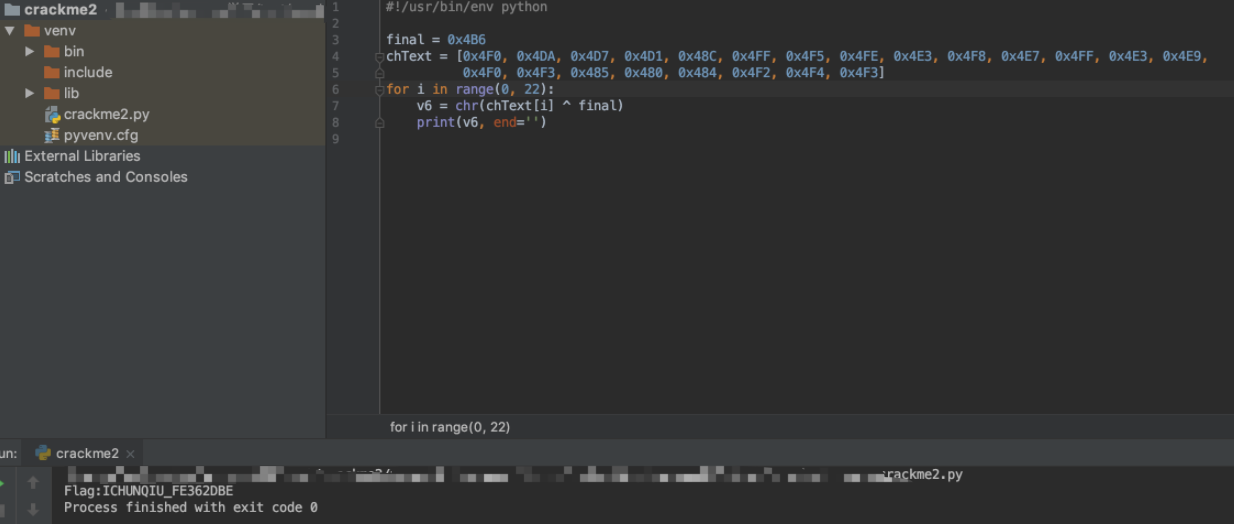 crackme2
venv
bin
include
lib
crackme2.py
pyvenv.cfg
External Libraries
Scratches and Consoles
1 #!/usr/bin/env python
2
3 final = 0x4B6
4 chText = [0x4F0, 0x4DA, 0x4D7, 0x4D1, 0x48C, 0x4FF, 0x4F5, 0x4FE, 0x4E3, 0x4F8, 0x4E7, 0x4FF, 0x4E3, 0x4E9,
5 0x4F0, 0x4F3, 0x485, 0x480, 0x484, 0x4F2, 0x4F4, 0x4F3]
6 for i in range(0, 22):
7 v6 = chr(chText[i] ^ final)
8 print(v6, end='')
9
for i in range(0, 22)
un: crackme2 ×
rackme2.py
Flag:ICHUNQIU_FE362DBE
Process finished with exit code 0